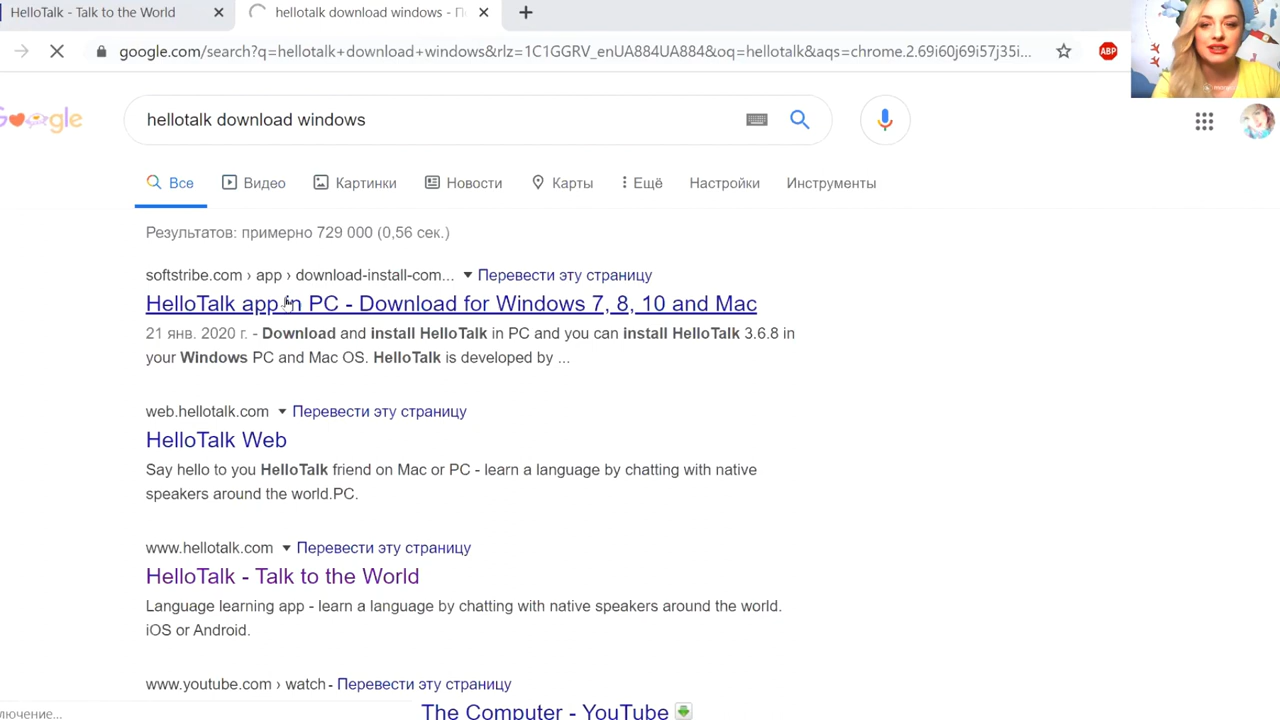 HelloTalk - Talk to the World
hellotalk download windows - П
google.com/search?q=hellotalk+download+windows&rlz=1C1GGRV_enUA884UA884&oq=hellotalk&aqs=chrome.2.69i60j69i57j35i...
ABP
oogle
hellotalk download windows
Все
Видео
Картинки
Новости
Карты
Ещё
Настройки
Инструменты
Результатов: примерно 729 000 (0,56 сек.)
softstribe.com › app › download-install-com... Перевести эту страницу
HelloTalk app in PC - Download for Windows 7, 8, 10 and Mac
21 янв. 2020 г. - Download and install HelloTalk in PC and you can install HelloTalk 3.6.8 in
your Windows PC and Mac OS. HelloTalk is developed by ...
web.hellotalk.com Перевести эту страницу
HelloTalk Web
Say hello to you HelloTalk friend on Mac or PC - learn a language by chatting with native
speakers around the world.PC.
www.hellotalk.com Перевести эту страницу
HelloTalk - Talk to the World
Language learning app - learn a language by chatting with native speakers around the world.
iOS or Android.
www.youtube.com › watch - Перевести эту страницу
The Computer - YouTube
лючение...